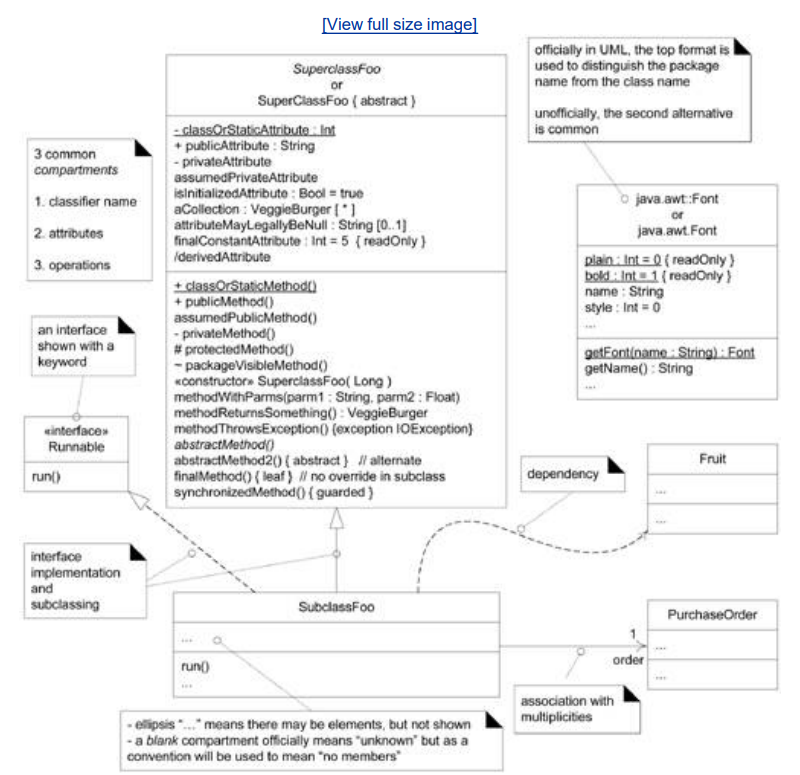 [View full size image]
SuperclassFoo
or
SuperClassFoo { abstract }
- classOrStaticAttribute : Int
+ publicAttribute : String
- privateAttribute
assumedPrivateAttribute
isInitializedAttribute : Bool = true
aCollection : VeggieBurger [ * ]
attributeMayLegallyBeNull : String [0..1]
finalConstantAttribute : Int = 5 { readOnly }
/derivedAttribute
+ classOrStaticMethod()
+ publicMethod()
assumedPublicMethod()
- privateMethod()
# protectedMethod()
~ packageVisibleMethod()
«constructor» SuperclassFoo( Long )
methodWithParms(parm1 : String, parm2 : Float)
methodReturnsSomething() : VeggieBurger
methodThrowsException() {exception IOException}
abstractMethod()
abstractMethod2() { abstract } // alternate
finalMethod() { leaf } // no override in subclass
synchronizedMethod() { guarded }
3 common
compartments
1. classifier name
2. attributes
3. operations
officially in UML, the top format is
used to distinguish the package
name from the class name
unofficially, the second alternative
is common
java.awt::Font
or
java.awt.Font
plain : Int = 0 { readOnly }
bold : Int = 1 { readOnly }
name : String
style : Int = 0
...
getFont(name : String) : Font
getName() : String
...
an interface
shown with a
keyword
«interface»
Runnable
run()
interface
implementation
and
subclassing
dependency
Fruit
...
...
SubclassFoo
...
run()
...
1
order
PurchaseOrder
...
...
association with
multiplicities
- ellipsis “...” means there may be elements, but not shown
- a blank compartment officially means “unknown” but as a
convention will be used to mean “no members”